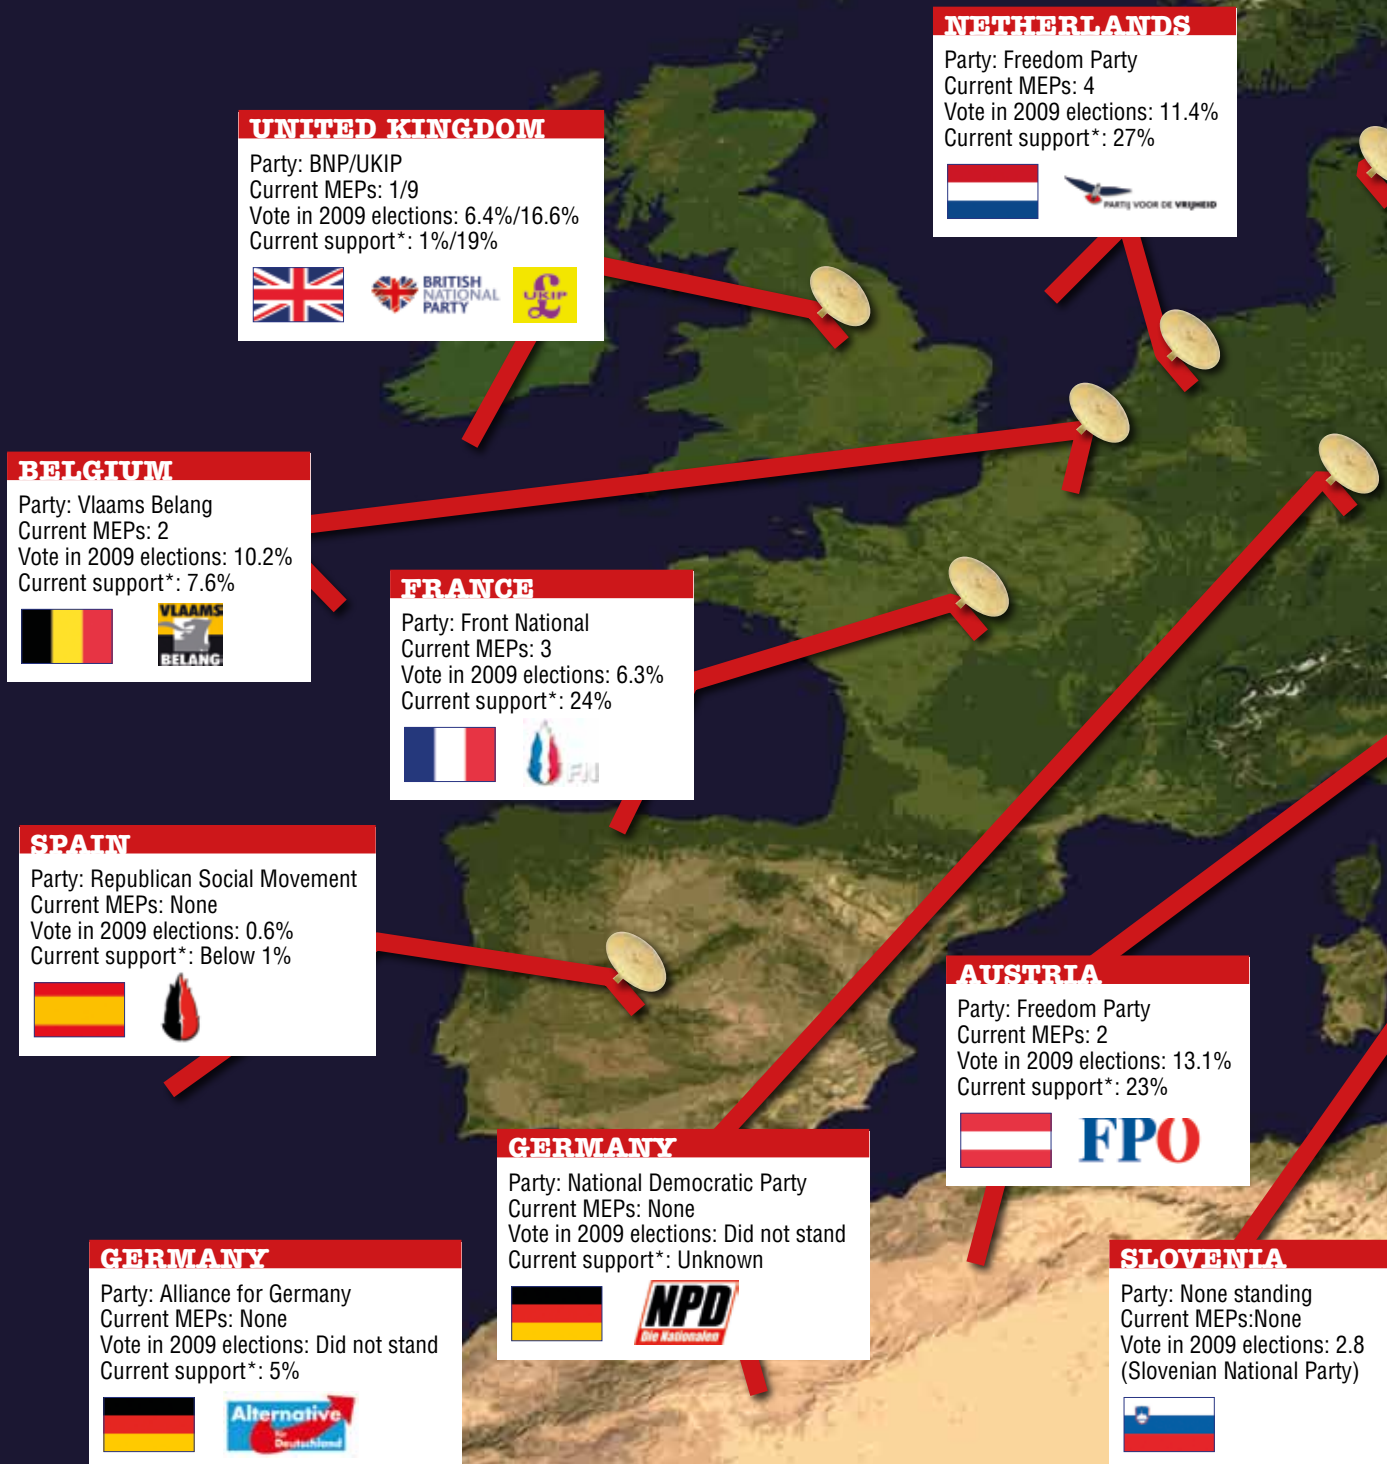 NETHERLANDS
Party: Freedom Party
Current MEPs: 4
Vote in 2009 elections: 11.4%
Current support*: 27%
PARTIJ VOOR DE VRIJHEID
UNITED KINGDOM
Party: BNP/UKIP
Current MEPs: 1/9
Vote in 2009 elections: 6.4%/16.6%
Current support*: 1%/19%
BRITISH
NATIONAL
PARTY
£
UKIP
BELGIUM
Party: Vlaams Belang
Current MEPs: 2
Vote in 2009 elections: 10.2%
Current support*: 7.6%
VLAAMS
BELANG
FRANCE
Party: Front National
Current MEPs: 3
Vote in 2009 elections: 6.3%
Current support*: 24%
FN
SPAIN
Party: Republican Social Movement
Current MEPs: None
Vote in 2009 elections: 0.6%
Current support*: Below 1%
AUSTRIA
Party: Freedom Party
Current MEPs: 2
Vote in 2009 elections: 13.1%
Current support*: 23%
FPO
GERMANY
Party: National Democratic Party
Current MEPs: None
Vote in 2009 elections: Did not stand
Current support*: Unknown
NPD
Die Nationalen
GERMANY
Party: Alliance for Germany
Current MEPs: None
Vote in 2009 elections: Did not stand
Current support*: 5%
Alternative
für
Deutschland
SLOVENIA
Party: None standing
Current MEPs:None
Vote in 2009 elections: 2.8
(Slovenian National Party)